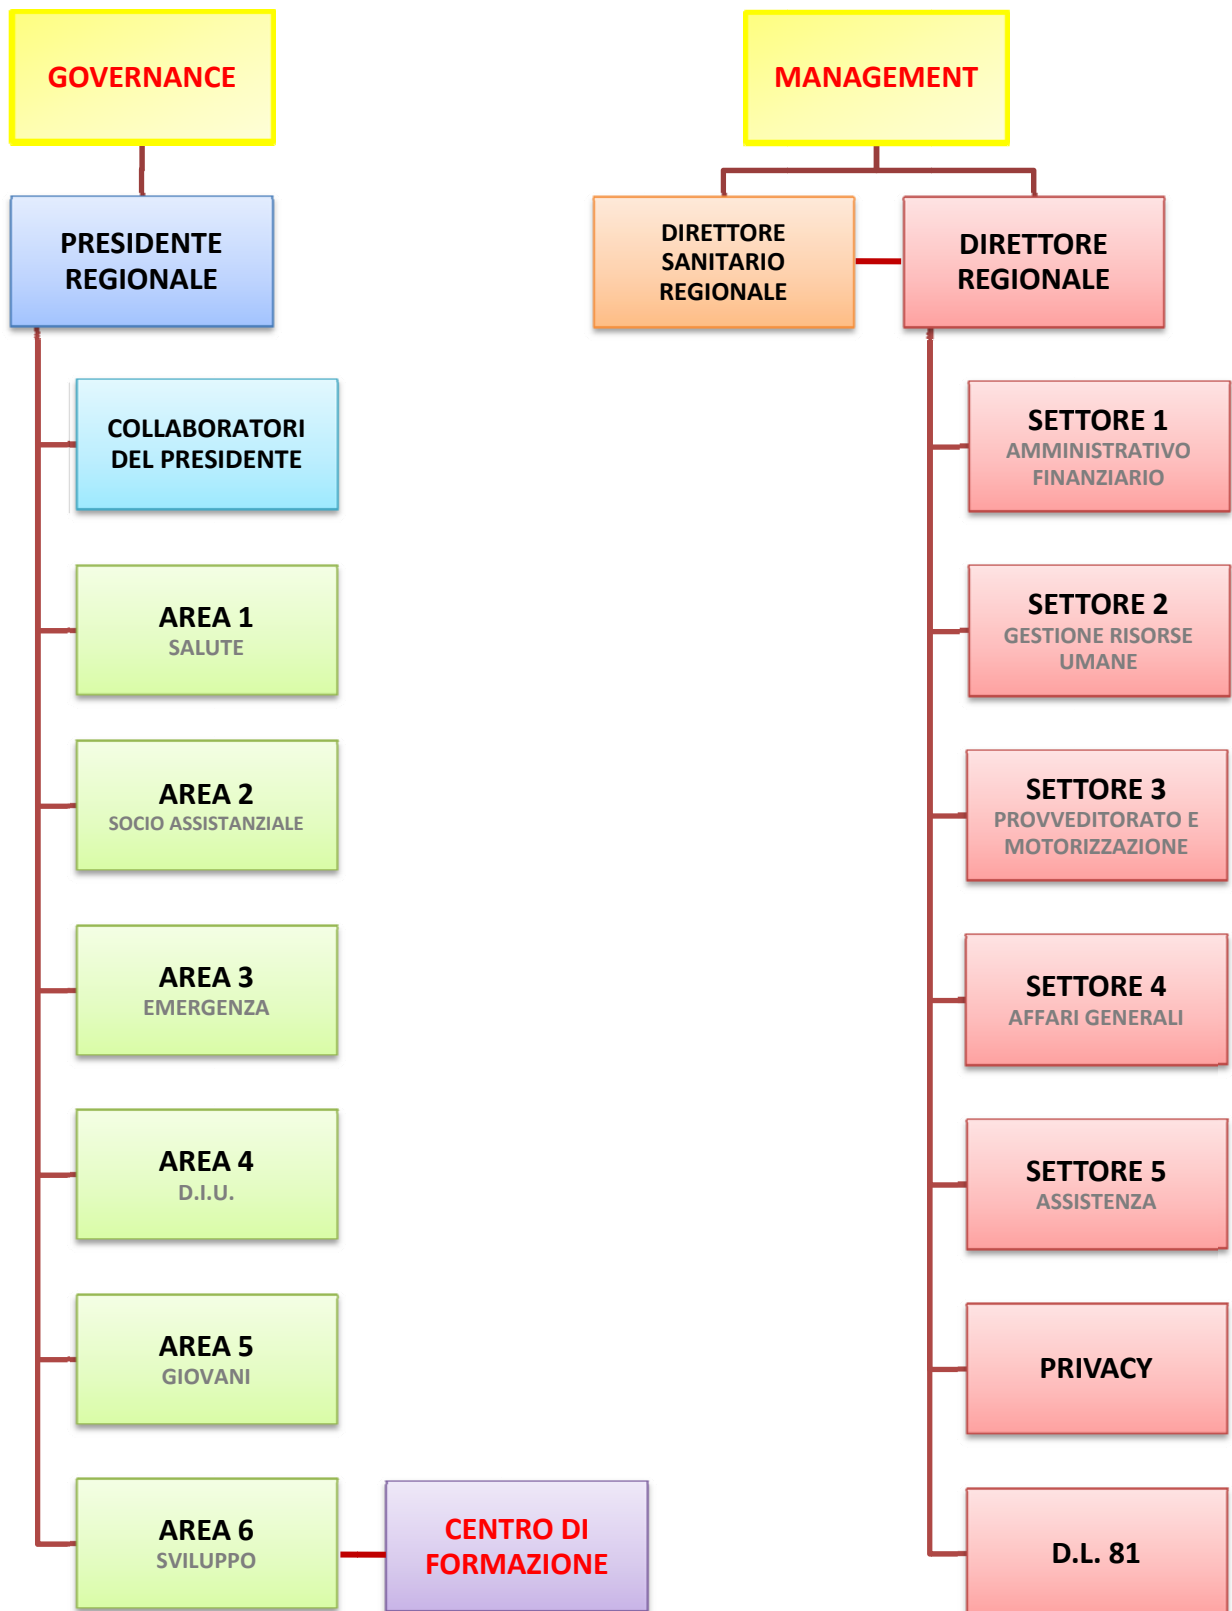 GOVERNANCE
MANAGEMENT
PRESIDENTE
REGIONALE
DIRETTORE
SANITARIO
REGIONALE
DIRETTORE
REGIONALE
COLLABORATORI
DEL PRESIDENTE
AREA 1
SALUTE
AREA 2
SOCIO ASSISTANZIALE
AREA 3
EMERGENZA
AREA 4
D.I.U.
AREA 5
GIOVANI
AREA 6
SVILUPPO
CENTRO DI
FORMAZIONE
SETTORE 1
AMMINISTRATIVO
FINANZIARIO
SETTORE 2
GESTIONE RISORSE
UMANE
SETTORE 3
PROVVEDITORATO E
MOTORIZZAZIONE
SETTORE 4
AFFARI GENERALI
SETTORE 5
ASSISTENZA
PRIVACY
D.L. 81